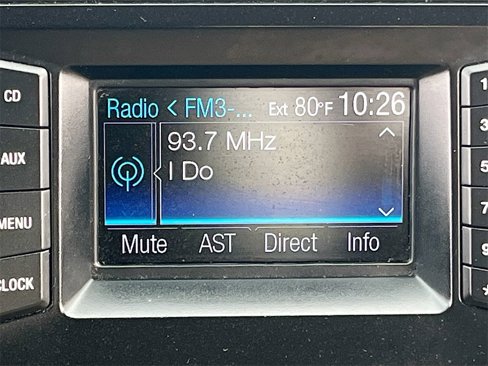 Radio < FM3-... Ext 80°F 10:26
CD
93.7 MHz
I Do
AUX
MENU
Mute AST Direct Info
CLOCK
1
3
5
7
9
*